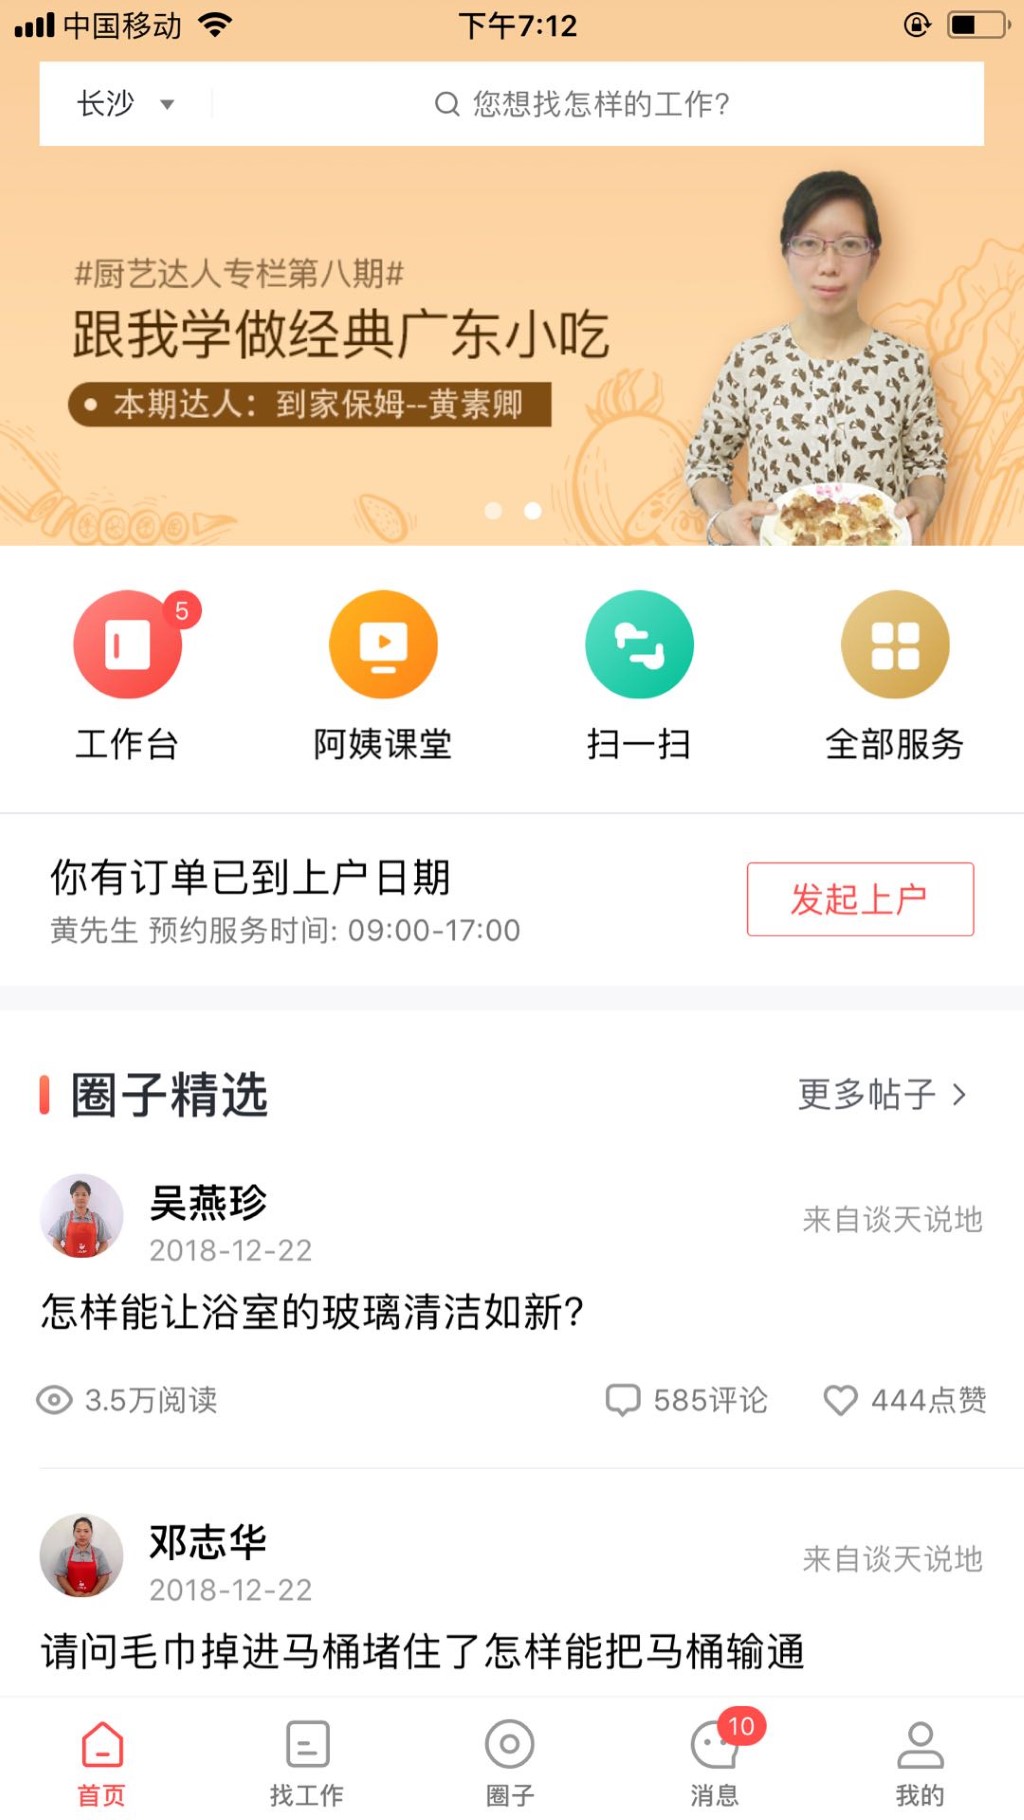 中国移动
下午7:12
长沙
您想找怎样的工作?
#厨艺达人专栏第八期#
跟我学做经典广东小吃
本期达人：到家保姆--黄素卿
5
工作台
阿姨课堂
扫一扫
全部服务
你有订单已到上户日期
黄先生 预约服务时间: 09:00-17:00
发起上户
圈子精选
更多帖子
吴燕珍
2018-12-22
来自谈天说地
怎样能让浴室的玻璃清洁如新?
3.5万阅读
585评论
444点赞
邓志华
2018-12-22
来自谈天说地
请问毛巾掉进马桶堵住了怎样能把马桶输通
首页
找工作
圈子
10
消息
我的